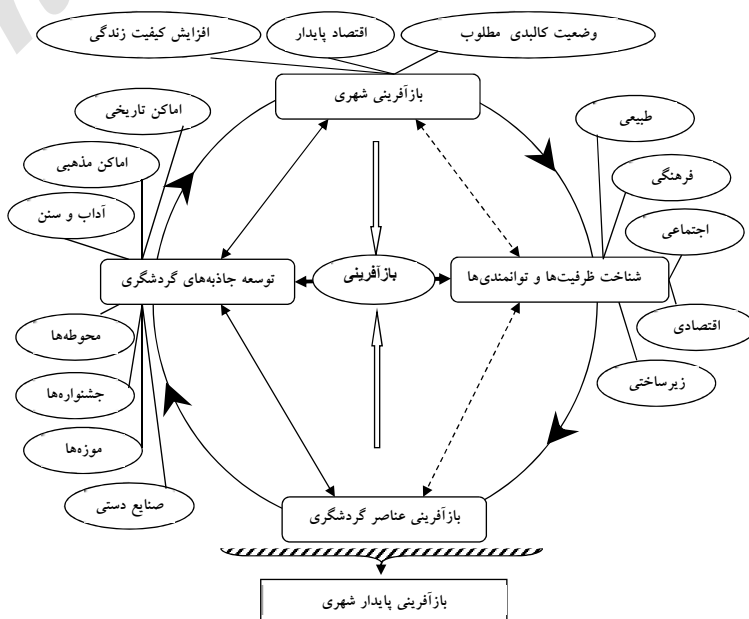 وضعیت کالبدی مطلوب
اقتصاد پایدار
افزایش کیفیت زندگی
بازآفرینی شهری
اماکن تاریخی
طبیعی
اماکن مذهبی
فرهنگی
آداب و سنن
اجتماعی
شناخت ظرفیت‌ها و توانمندی‌ها
بازآفرینی
توسعه جاذبه‌های گردشگری
اقتصادی
محوطه‌ها
زیرساختی
جشنواره‌ها
موزه‌ها
صنایع دستی
بازآفرینی عناصر گردشگری
بازآفرینی پایدار شهری